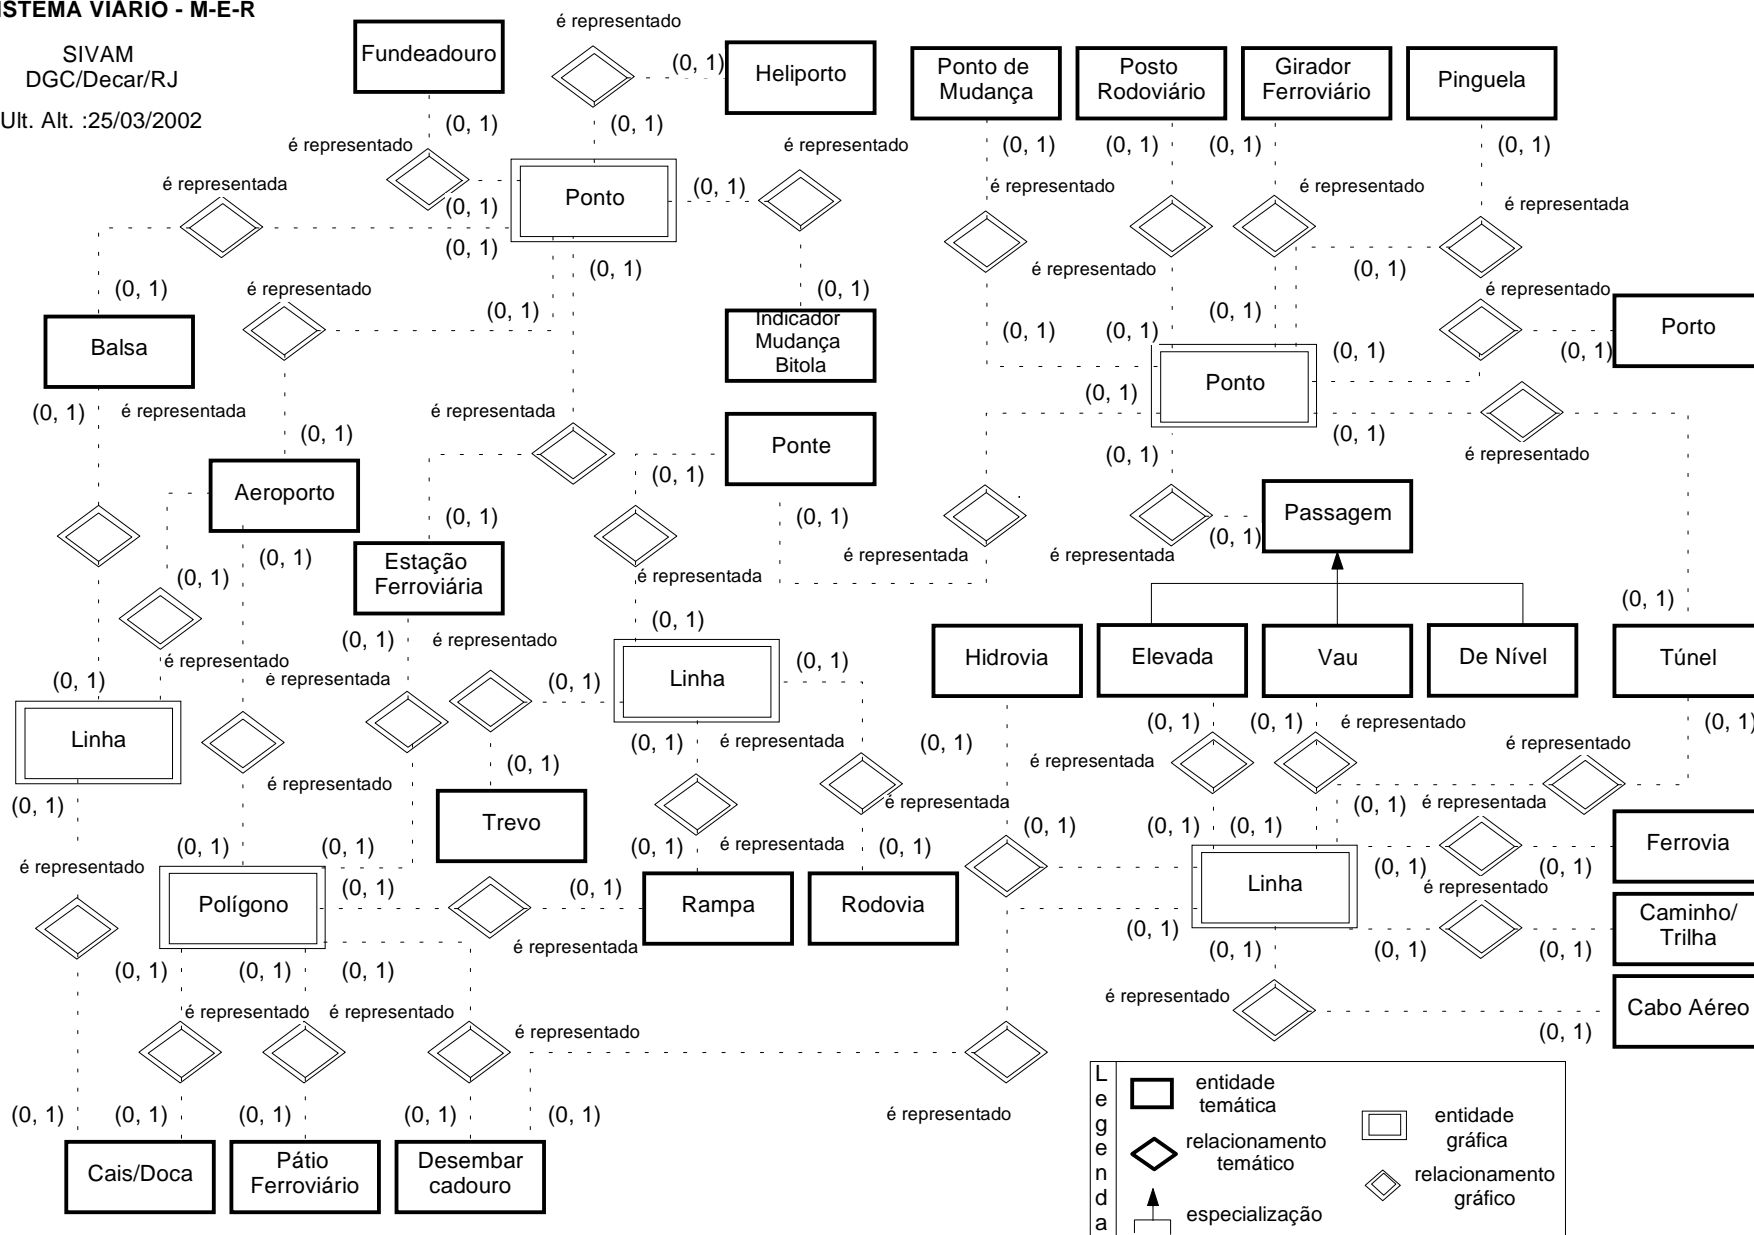 ISTEMA VIÁRIO - M-E-R
SIVAM
DGC/Decar/RJ
Ult. Alt. :25/03/2002
é representado
Fundeadouro
(0, 1)
Heliporto
Ponto de
Mudança
Posto
Rodoviário
Girador
Ferroviário
Pinguela
(0, 1)
(0, 1)
é representado
é representado
(0, 1)
(0, 1)
(0, 1)
(0, 1)
é representada
Ponto
(0, 1)
é representado
é representado
é representada
(0, 1)
(0, 1)
(0, 1)
é representado
(0, 1)
(0, 1)
é representado
(0, 1)
(0, 1)
é representado
(0, 1)
Indicador
Mudança
Bitola
(0, 1)
(0, 1)
(0, 1)
Porto
Balsa
(0, 1)
(0, 1)
Ponto
(0, 1)
(0, 1)
é representada
é representada
(0, 1)
(0, 1)
Ponte
(0, 1)
(0, 1)
é representado
Aeroporto
(0, 1)
(0, 1)
(0, 1)
Passagem
(0, 1)
(0, 1)
é representada
é representada
Estação
Ferroviária
(0, 1)
é representada
(0, 1)
(0, 1)
é representado
(0, 1)
Hidrovia
Elevada
Vau
De Nível
Túnel
é representado
é representada
(0, 1)
Linha
(0, 1)
(0, 1)
Linha
(0, 1)
é representada
(0, 1)
(0, 1)
(0, 1)
é representado
é representado
(0, 1)
(0, 1)
é representada
é representado
(0, 1)
Trevo
é representada
(0, 1)
é representada
(0, 1)
(0, 1)
(0, 1)
Ferrovia
(0, 1)
(0, 1)
(0, 1)
é representada
(0, 1)
(0, 1)
(0, 1)
é representado
Polígono
(0, 1)
(0, 1)
Rampa
Rodovia
Linha
é representado
Caminho/
Trilha
(0, 1)
(0, 1)
(0, 1)
(0, 1)
é representada
(0, 1)
(0, 1)
(0, 1)
é representado
Cabo Aéreo
(0, 1)
é representado
é representado
é representado
(0, 1)
(0, 1)
(0, 1)
(0, 1)
é representado
Cais/Doca
Pátio
Ferroviário
Desembar
cadouro
Legenda
entidade
temática
entidade
gráfica
relacionamento
temático
relacionamento
gráfico
especialização